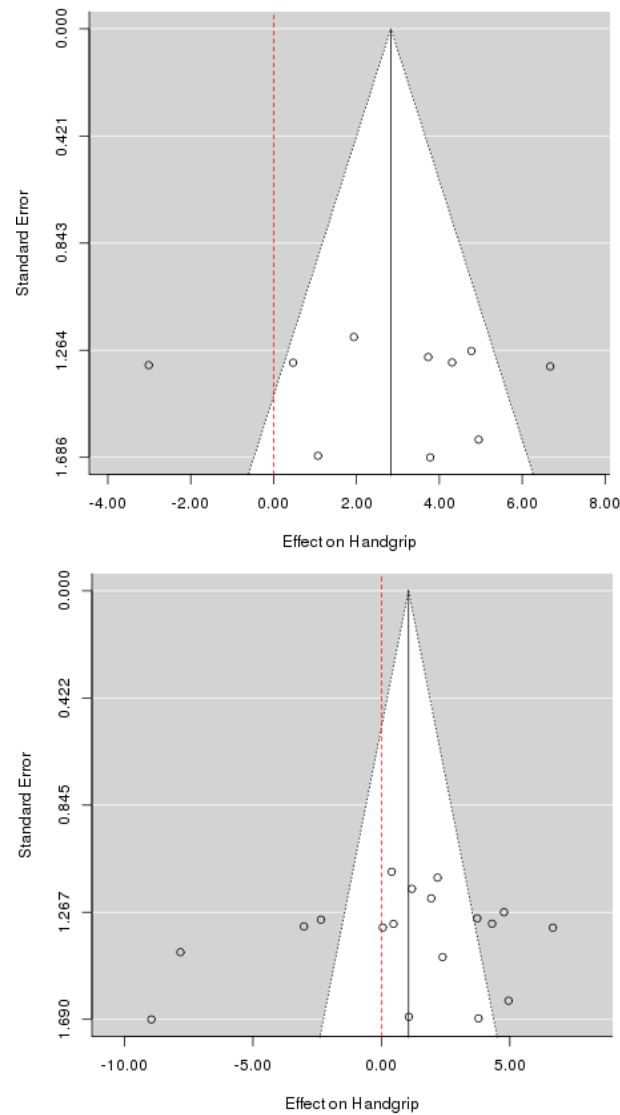 0.000
0.421
0.843
1.264
1.686
Standard Error
-4.00 -2.00 0.00 2.00 4.00 6.00 8.00
Effect on Handgrip
0.000
0.422
0.845
1.267
1.690
Standard Error
-10.00 -5.00 0.00 5.00
Effect on Handgrip